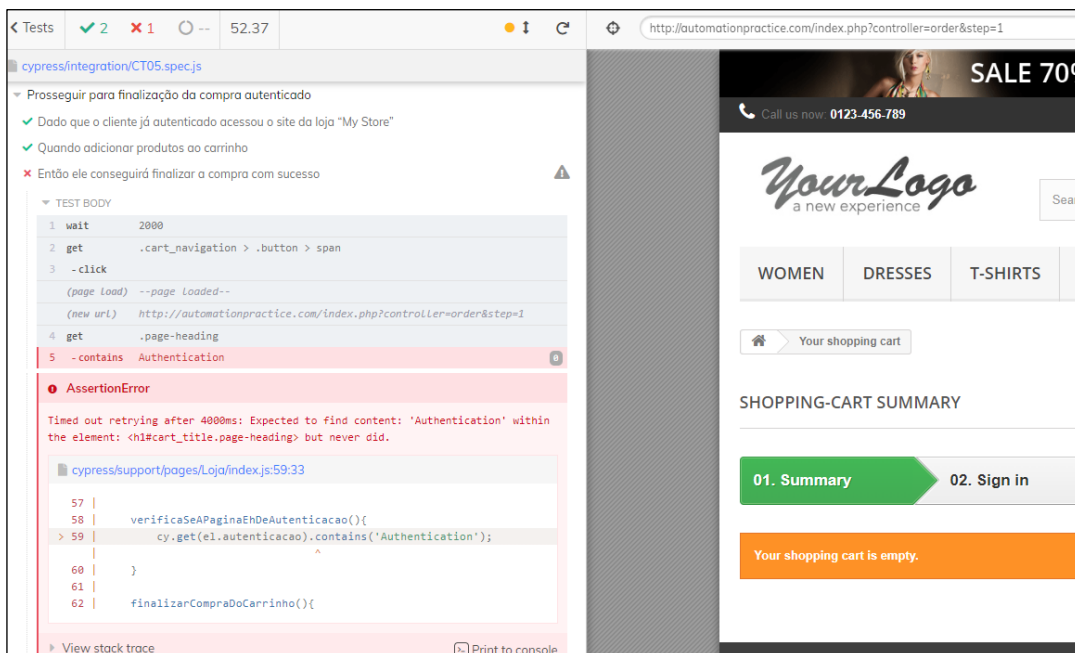 Tests 2 1 -- 52.37
cypress/integration/CT05.spec.js
Prosseguir para finalização da compra autenticado
Dado que o cliente já autenticado acessou o site da loja “My Store”
Quando adicionar produtos ao carrinho
Então ele conseguirá finalizar a compra com sucesso
TEST BODY
1 wait 2000
2 get .cart_navigation > .button > span
3 -click
(page load) --page loaded--
(new url) http://automationpractice.com/index.php?controller=order&step=1
4 get .page-heading
5 -contains Authentication 0
AssertionError
Timed out retrying after 4000ms: Expected to find content: 'Authentication' within
the element: <h1#cart_title.page-heading> but never did.
cypress/support/pages/Loja/index.js:59:33
57 |
58 | verificaSeAPaginaEhDeAutenticacao(){
> 59 | cy.get(el.autenticacao).contains('Authentication');
| ^
60 | }
61 |
62 | finalizarCompraDoCarrinho(){
View stack trace Print to console
http://automationpractice.com/index.php?controller=order&step=1
SALE 70%
Call us now: 0123-456-789
YourLogo
a new experience
Sear
WOMEN DRESSES T-SHIRTS
Your shopping cart
SHOPPING-CART SUMMARY
01. Summary 02. Sign in
Your shopping cart is empty.